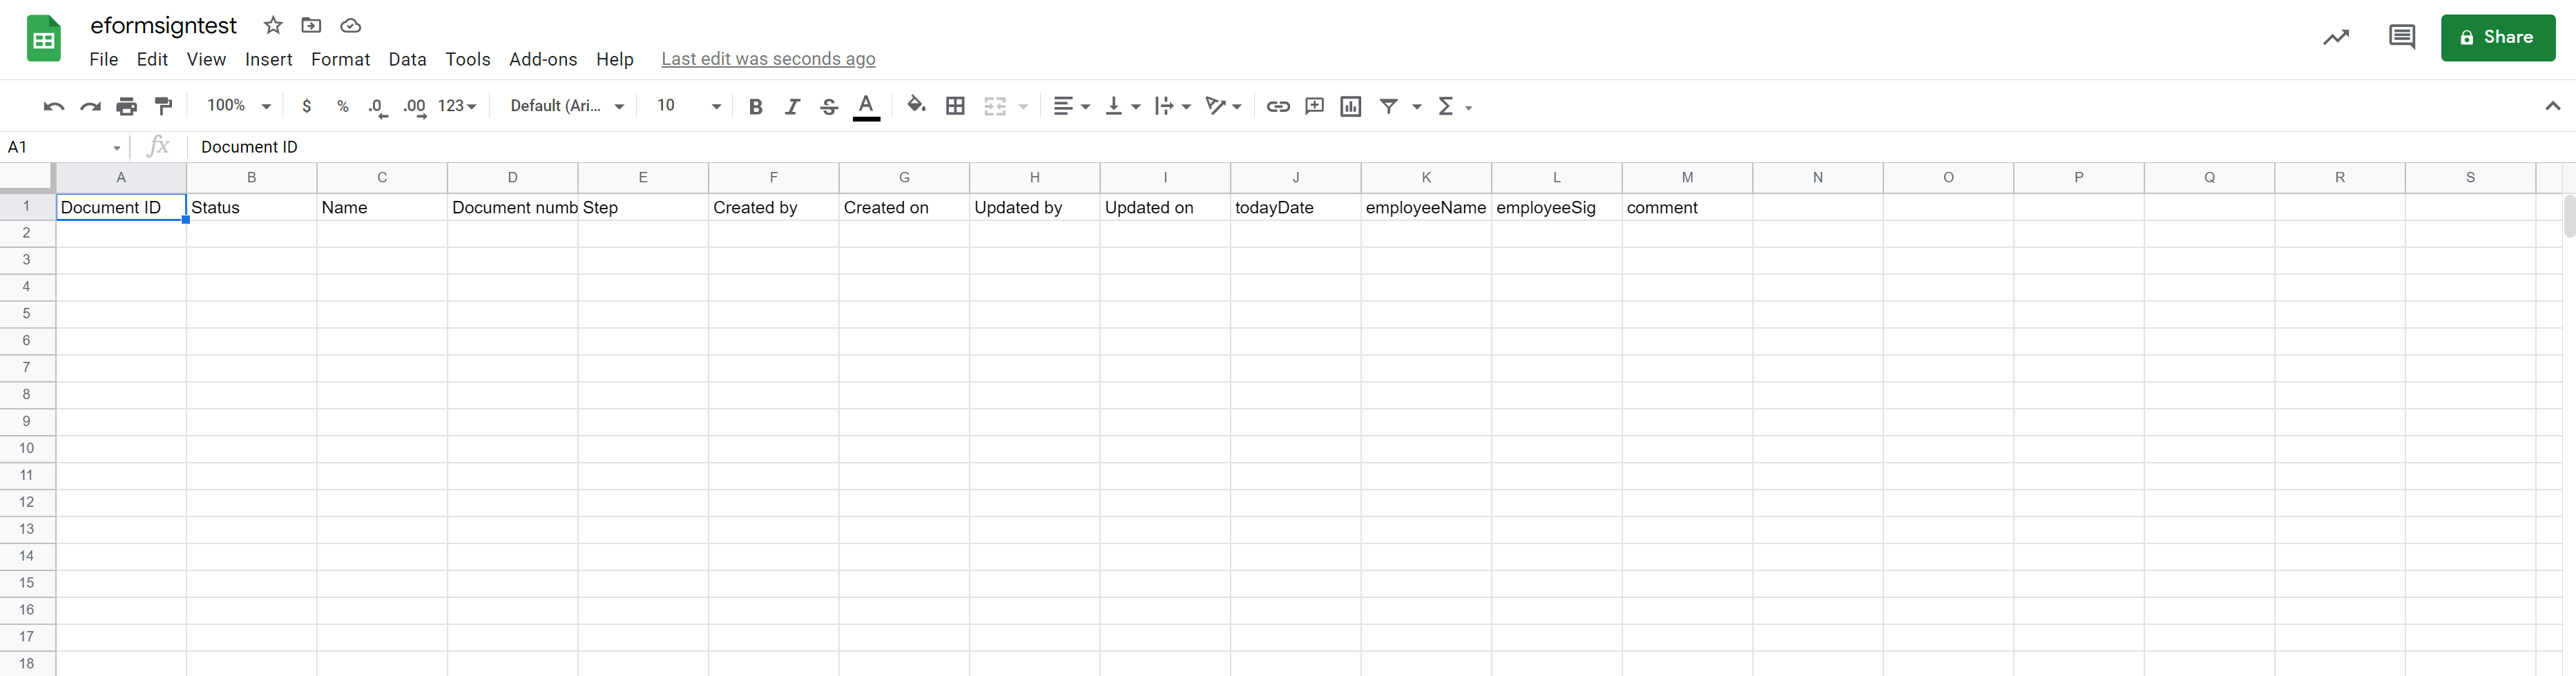 eformsigntest
File Edit View Insert Format Data Tools Add-ons Help Last edit was seconds ago
Share
100% $ % .0 .00 123 Default (Ari... 10 B I S A Σ
A1 fx Document ID
A B C D E F G H I J K L M N O P Q R S
1 Document ID Status Name Document numb Step Created by Created on Updated by Updated on todayDate employeeName employeeSig comment
2
3
4
5
6
7
8
9
10
11
12
13
14
15
16
17
18